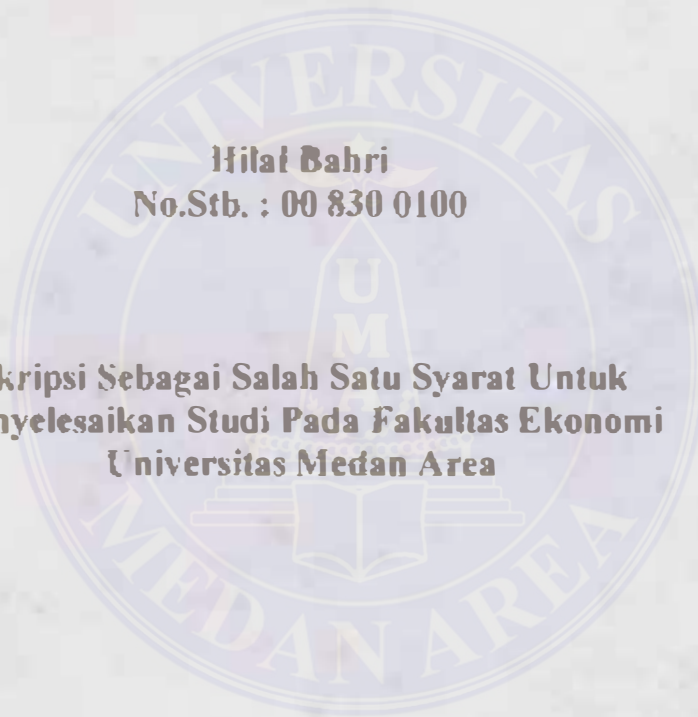 Hilal Bahri
No.Stb. : 00 830 0100
kripsi Sebagai Salah Satu Syarat Untuk
nyelesaikan Studi Pada Fakultas Ekonomi
Universitas Medan Area
UNIVERSITAS
UMA
MEDAN AREA